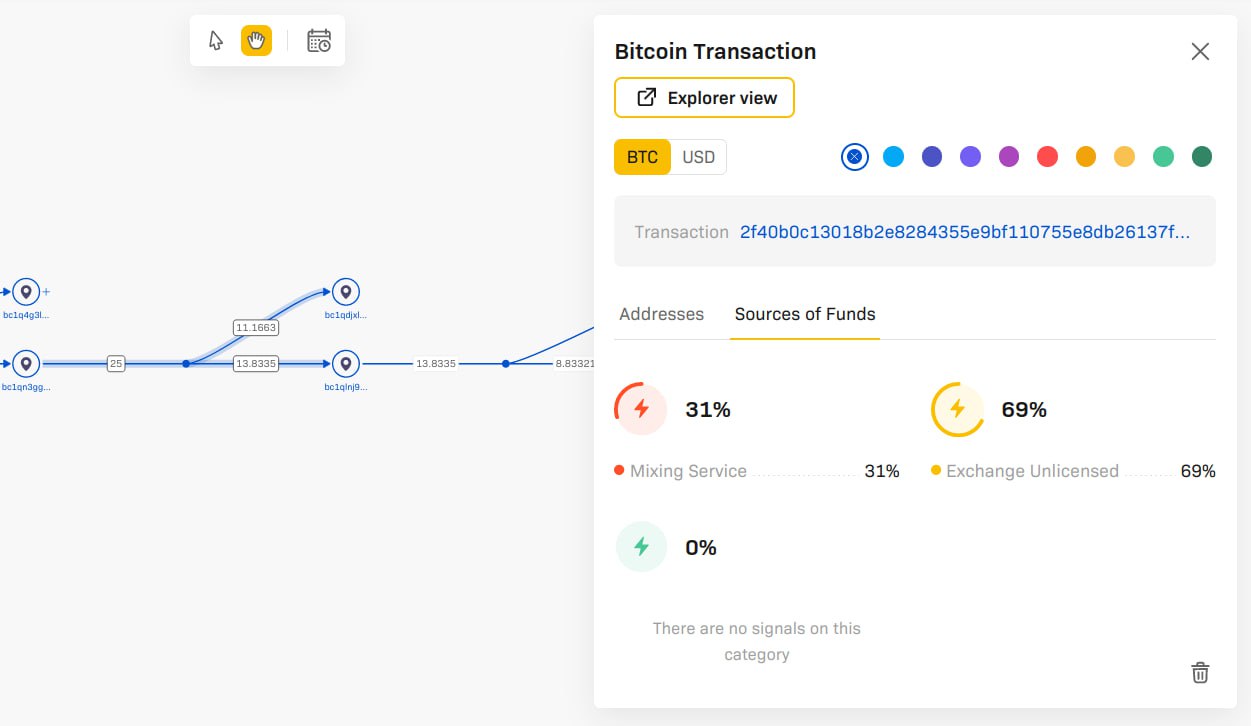 Bitcoin Transaction
Explorer view
BTC USD
Transaction 2f40b0c13018b2e8284355e9bf110755e8db26137f...
Addresses Sources of Funds
31% 69%
Mixing Service 31% Exchange Unlicensed 69%
0%
There are no signals on this
category
+
bc1q4g3l... bc1qdjxl...
11.1663
25 13.8335 13.8335 8.83321
bc1qn3gg... bc1qlnj9...